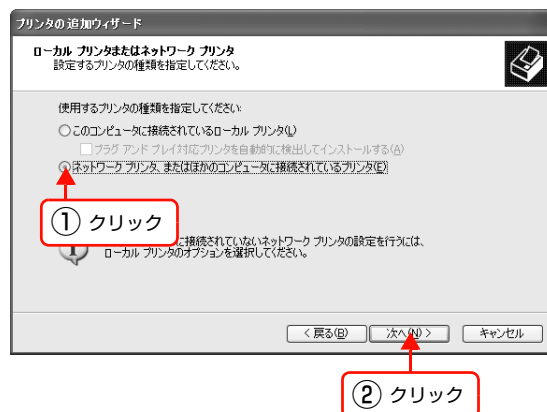 プリンタの追加ウィザード
ローカル プリンタまたはネットワーク プリンタ
設定するプリンタの種類を指定してください。
使用するプリンタの種類を指定してください:
このコンピュータに接続されているローカル プリンタ(L)
プラグ アンド プレイ対応プリンタを自動的に検出してインストールする(A)
ネットワーク プリンタ、またはほかのコンピュータに接続されているプリンタ(E)
① クリック
に接続されていないネットワーク プリンタの設定を行うには、
ローカル プリンタのオプションを選択してください。
< 戻る(B)
次へ(N) >
キャンセル
② クリック